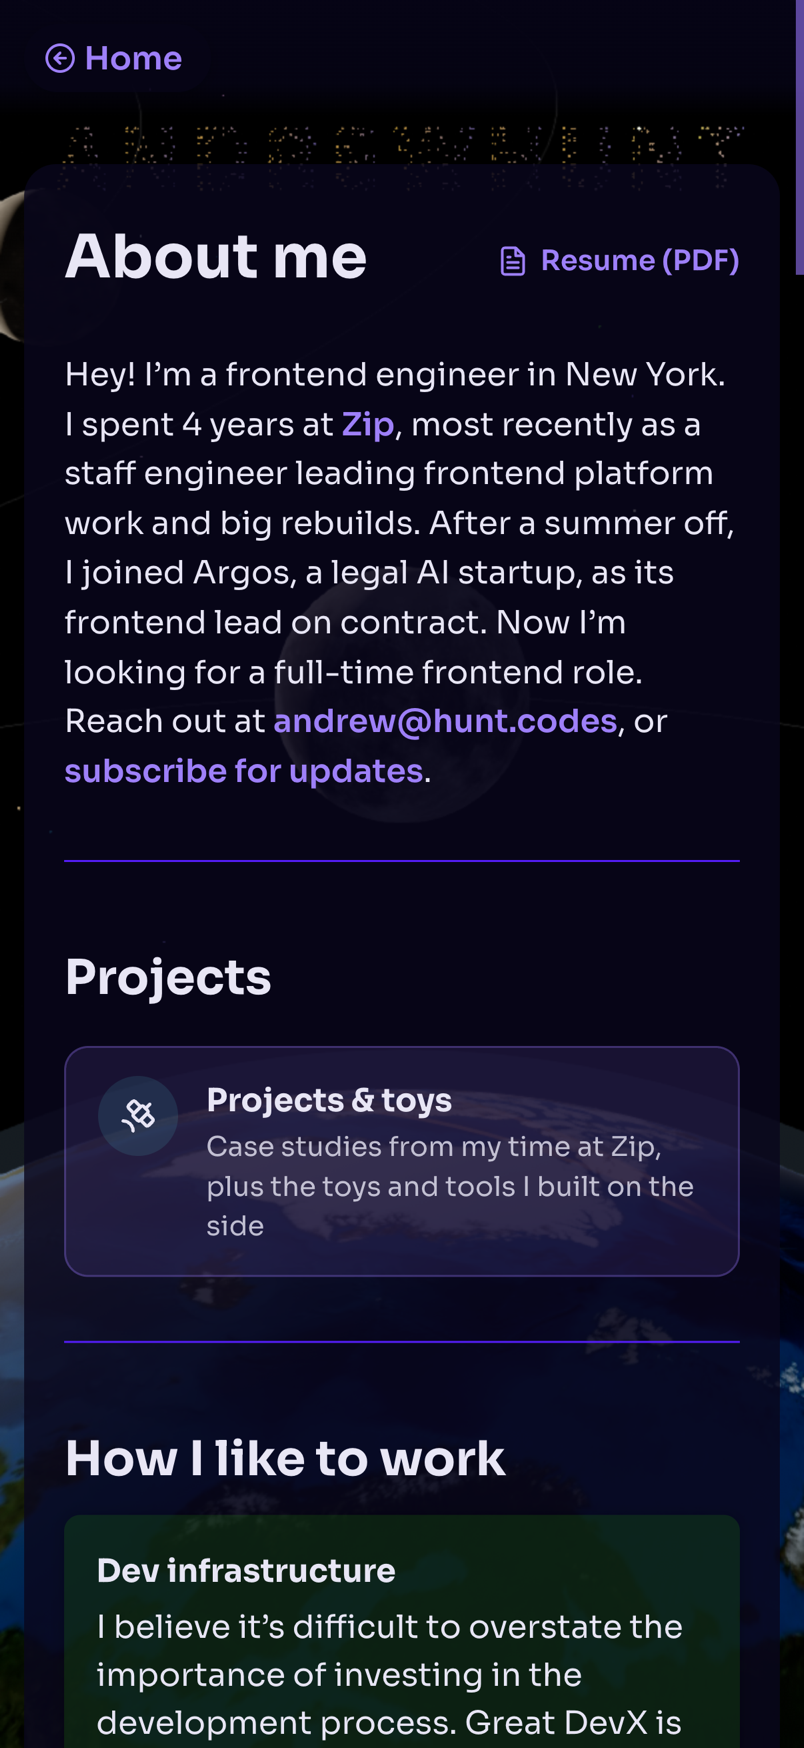 Home
ANDREW HUNT
About me
Resume (PDF)
Hey! I’m a frontend engineer in New York.
I spent 4 years at Zip, most recently as a
staff engineer leading frontend platform
work and big rebuilds. After a summer off,
I joined Argos, a legal AI startup, as its
frontend lead on contract. Now I’m
looking for a full-time frontend role.
Reach out at andrew@hunt.codes, or
subscribe for updates.
Projects
Projects & toys
Case studies from my time at Zip,
plus the toys and tools I built on the
side
How I like to work
Dev infrastructure
I believe it’s difficult to overstate the
importance of investing in the
development process. Great DevX is